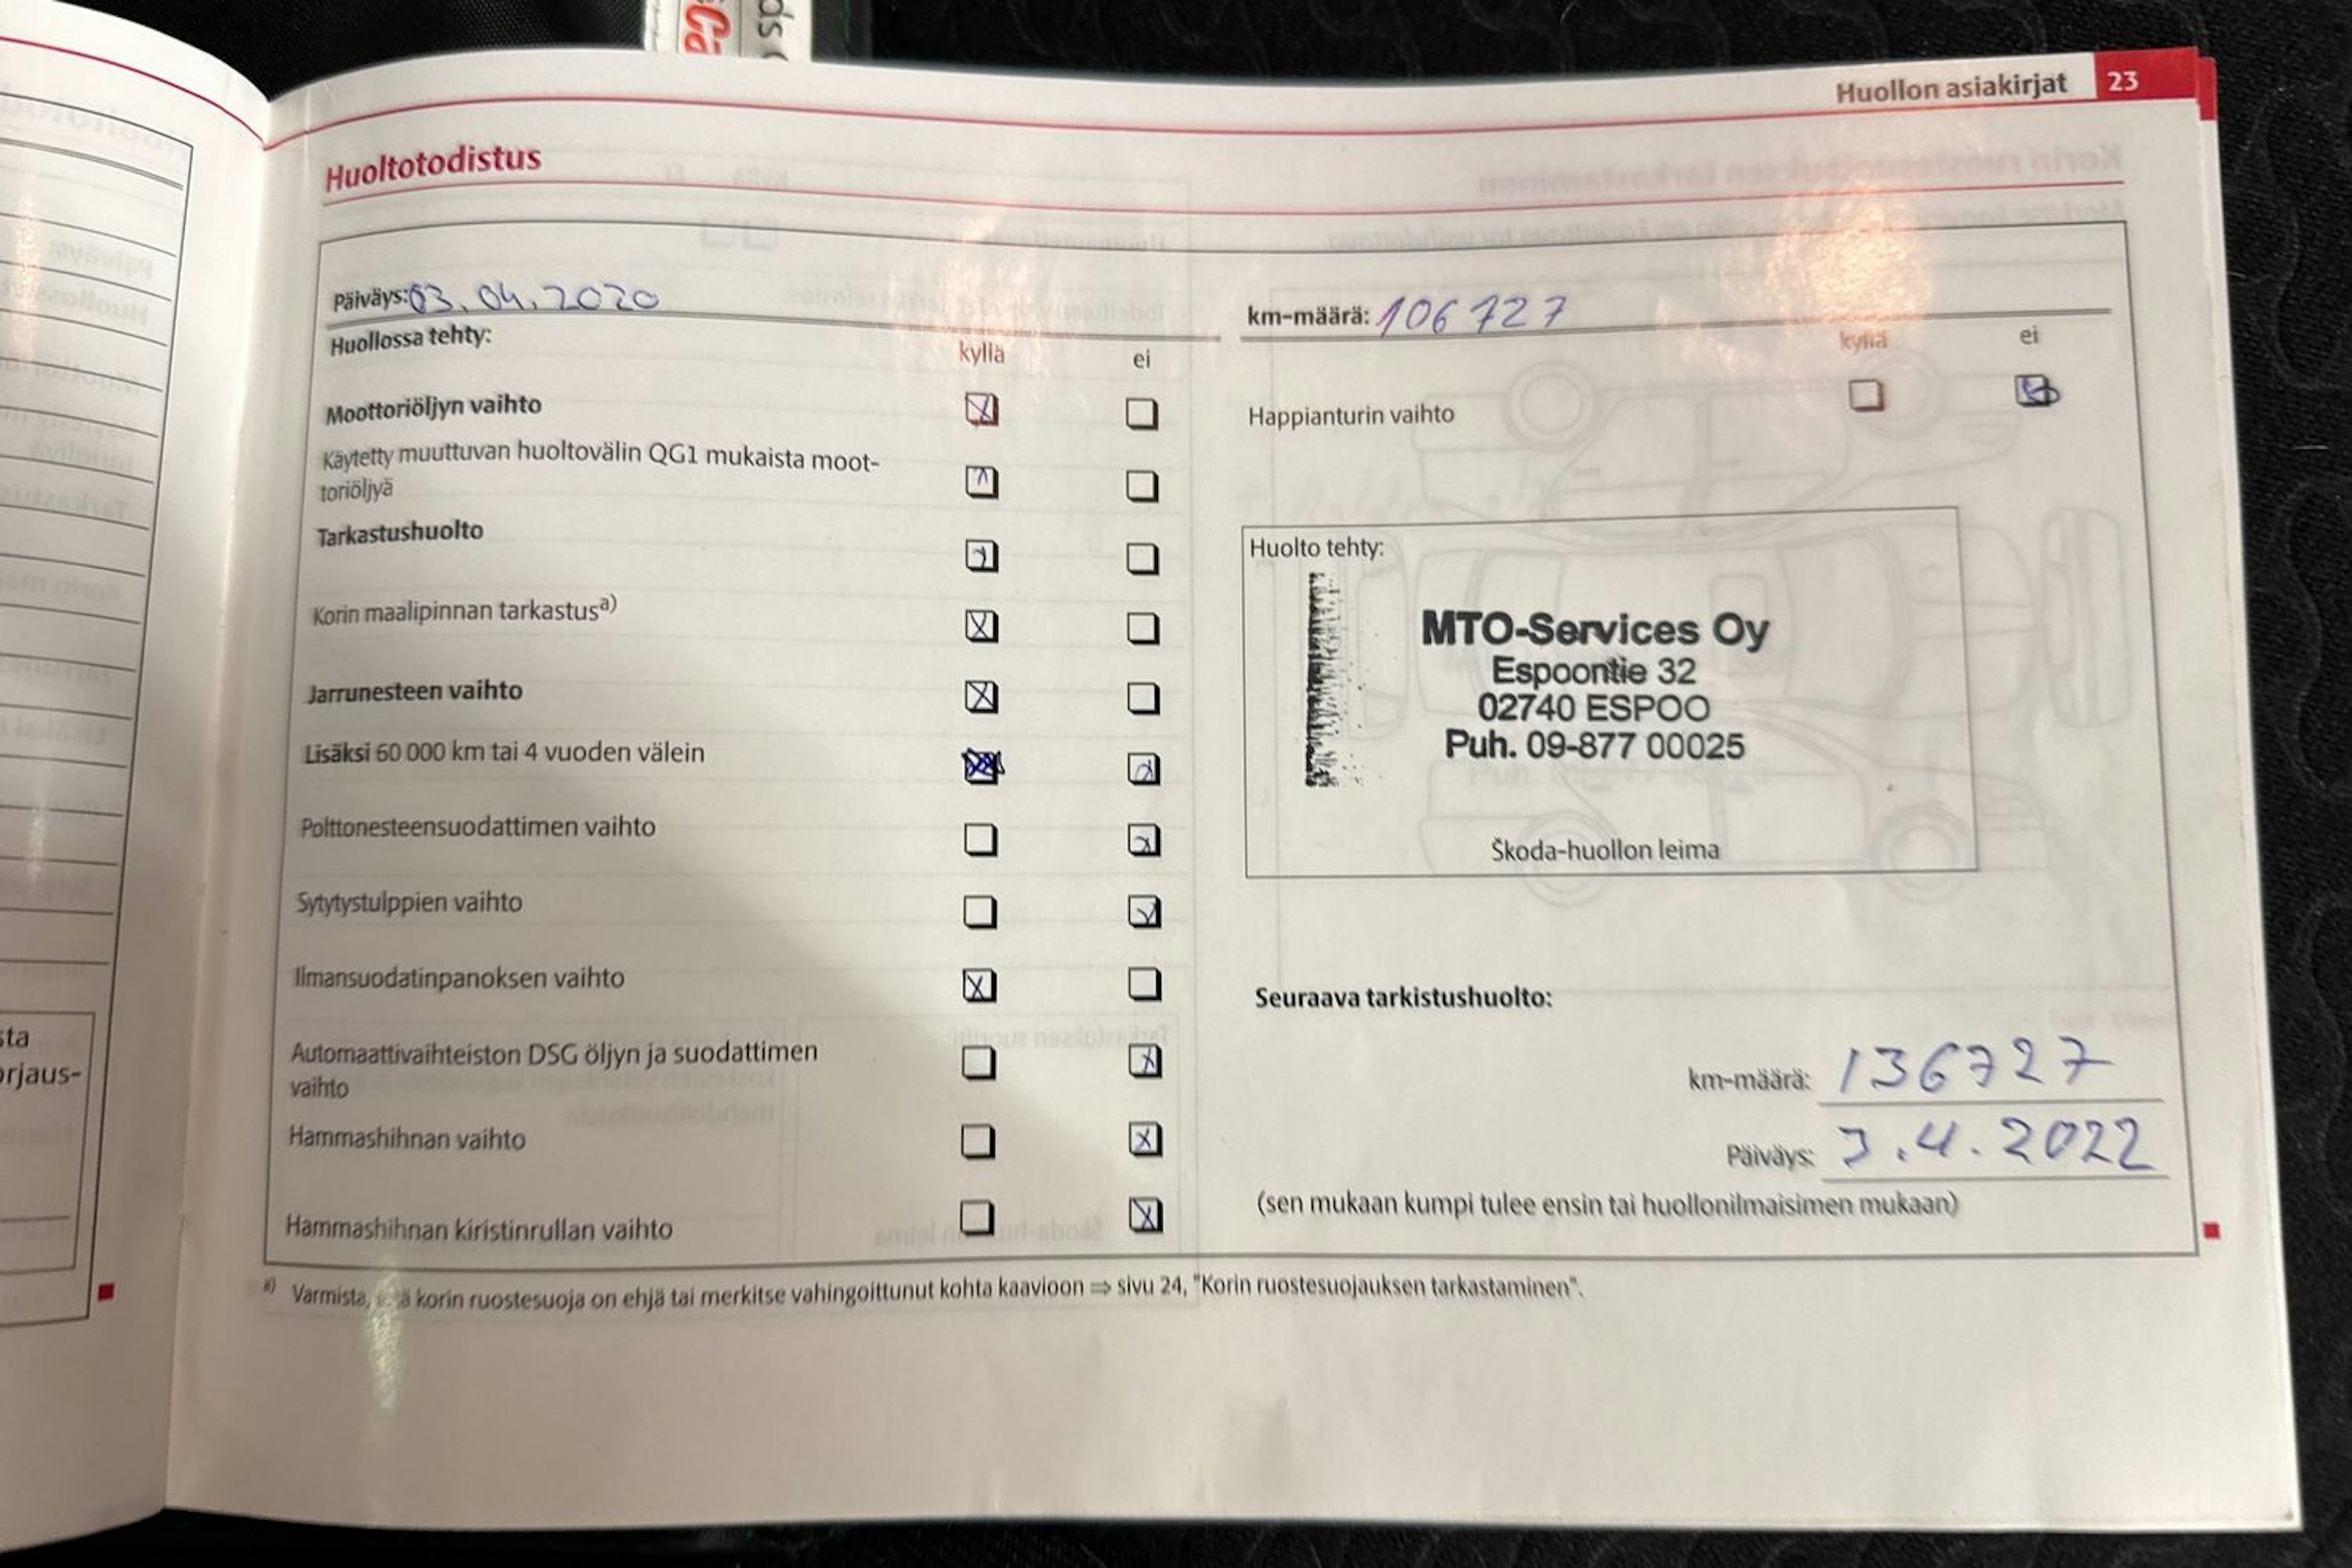 Huollon asiakirjat 23
Huoltotodistus
Päiväys: 03.04.2020
Huollossa tehty:
kyllä ei
Moottoriöljyn vaihto
Käytetty muuttuvan huoltovälin QG1 mukaista moot-
toriöljyä
Tarkastushuolto
Korin maalipinnan tarkastusa)
Jarrunesteen vaihto
Lisäksi 60 000 km tai 4 vuoden välein
Polttonesteensuodattimen vaihto
Sytytystulppien vaihto
Ilmansuodatinpanoksen vaihto
Automaattivaihteiston DSG öljyn ja suodattimen
vaihto
Hammashihnan vaihto
Hammashihnan kiristinrullan vaihto
km-määrä: 106727
kyllä ei
Happianturin vaihto
Huolto tehty:
MTO-Services Oy
Espoontie 32
02740 ESPOO
Puh. 09-877 00025
Škoda-huollon leima
Seuraava tarkistushuolto:
km-määrä: 136727
Päiväys: 3.4.2022
(sen mukaan kumpi tulee ensin tai huollonilmaisimen mukaan)
a) Varmista, korin ruostesuoja on ehjä tai merkitse vahingoittunut kohta kaavioon ⇒ sivu 24, "Korin ruostesuojauksen tarkastaminen".
sta
orjaus-